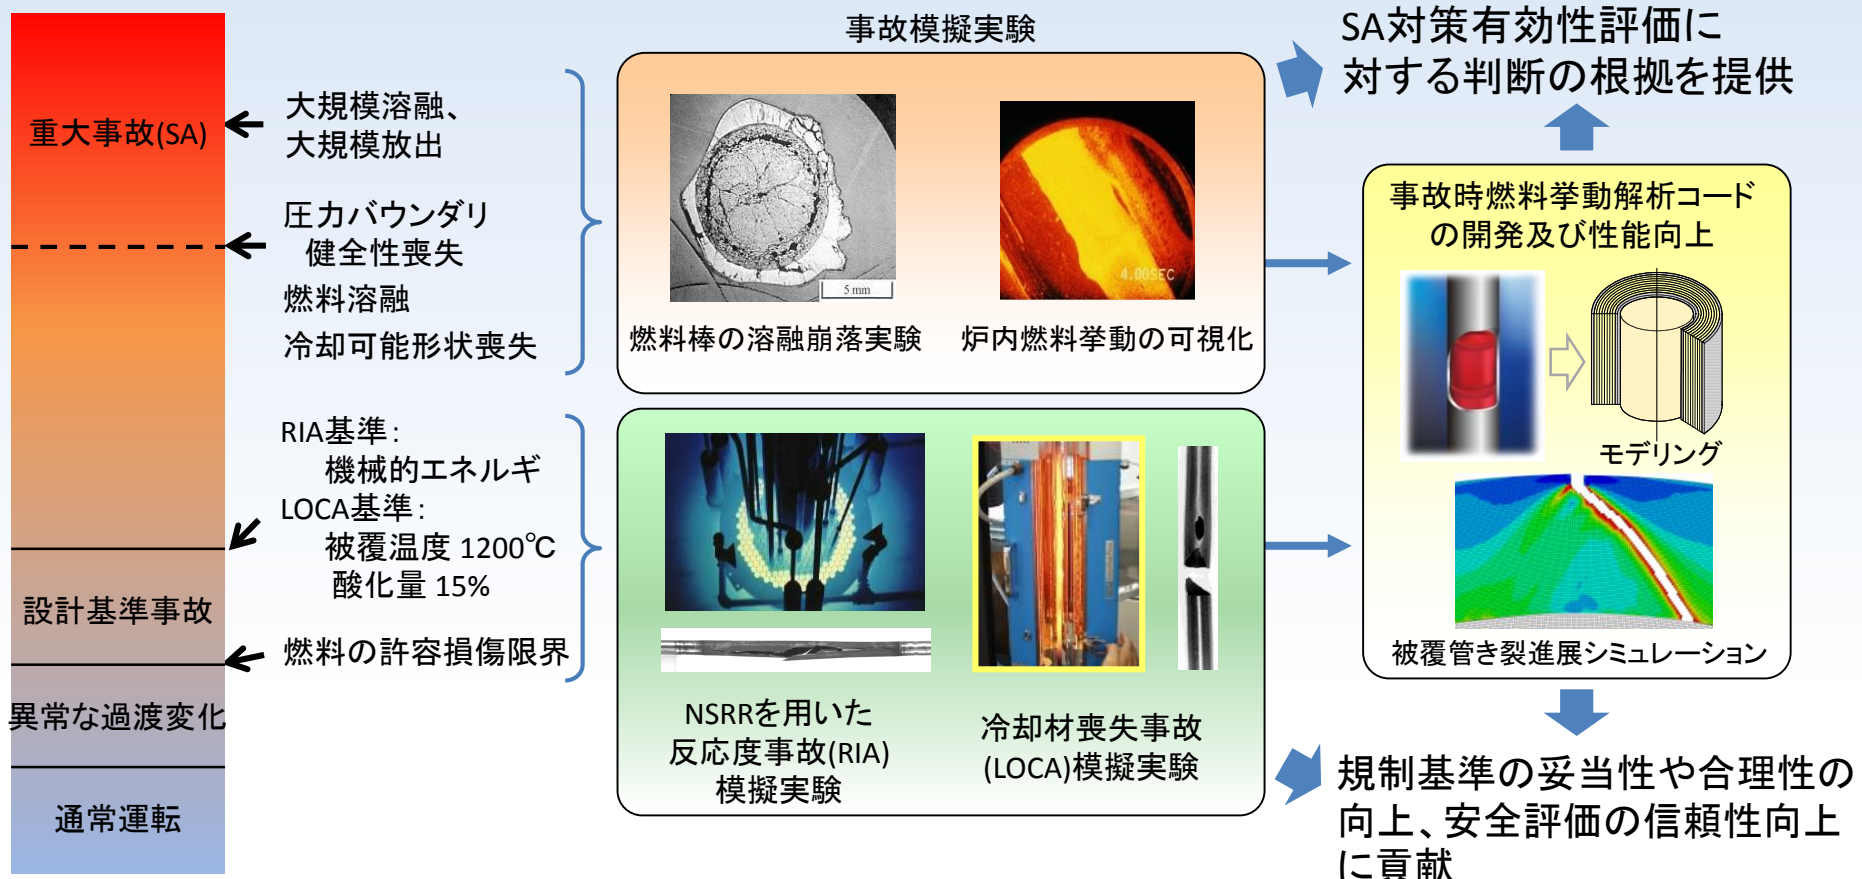 重大事故(SA)
設計基準事故
異常な過渡変化
通常運転
大規模溶融、
大規模放出
圧力バウンダリ
健全性喪失
燃料溶融
冷却可能形状喪失
RIA基準:
機械的エネルギ
LOCA基準:
被覆温度 1200℃
酸化量 15%
燃料の許容損傷限界
事故模擬実験
5 mm
4.00SEC
燃料棒の溶融崩落実験
炉内燃料挙動の可視化
NSRRを用いた
反応度事故(RIA)
模擬実験
冷却材喪失事故
(LOCA)模擬実験
SA対策有効性評価に
対する判断の根拠を提供
事故時燃料挙動解析コード
の開発及び性能向上
モデリング
被覆管き裂進展シミュレーション
規制基準の妥当性や合理性の
向上、安全評価の信頼性向上
に貢献